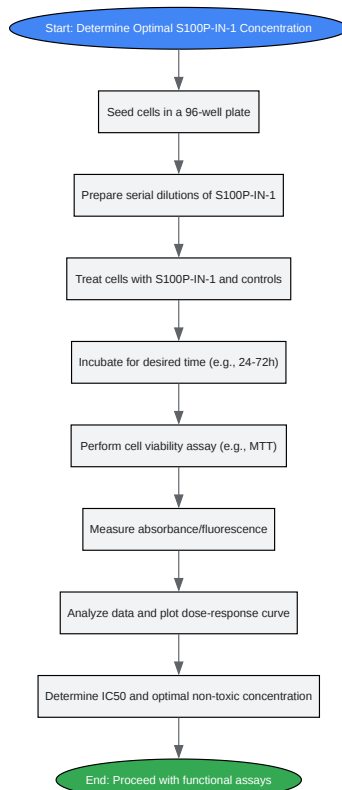 Start: Determine Optimal S100P-IN-1 Concentration
Seed cells in a 96-well plate
Prepare serial dilutions of S100P-IN-1
Treat cells with S100P-IN-1 and controls
Incubate for desired time (e.g., 24-72h)
Perform cell viability assay (e.g., MTT)
Measure absorbance/fluorescence
Analyze data and plot dose-response curve
Determine IC50 and optimal non-toxic concentration
End: Proceed with functional assays